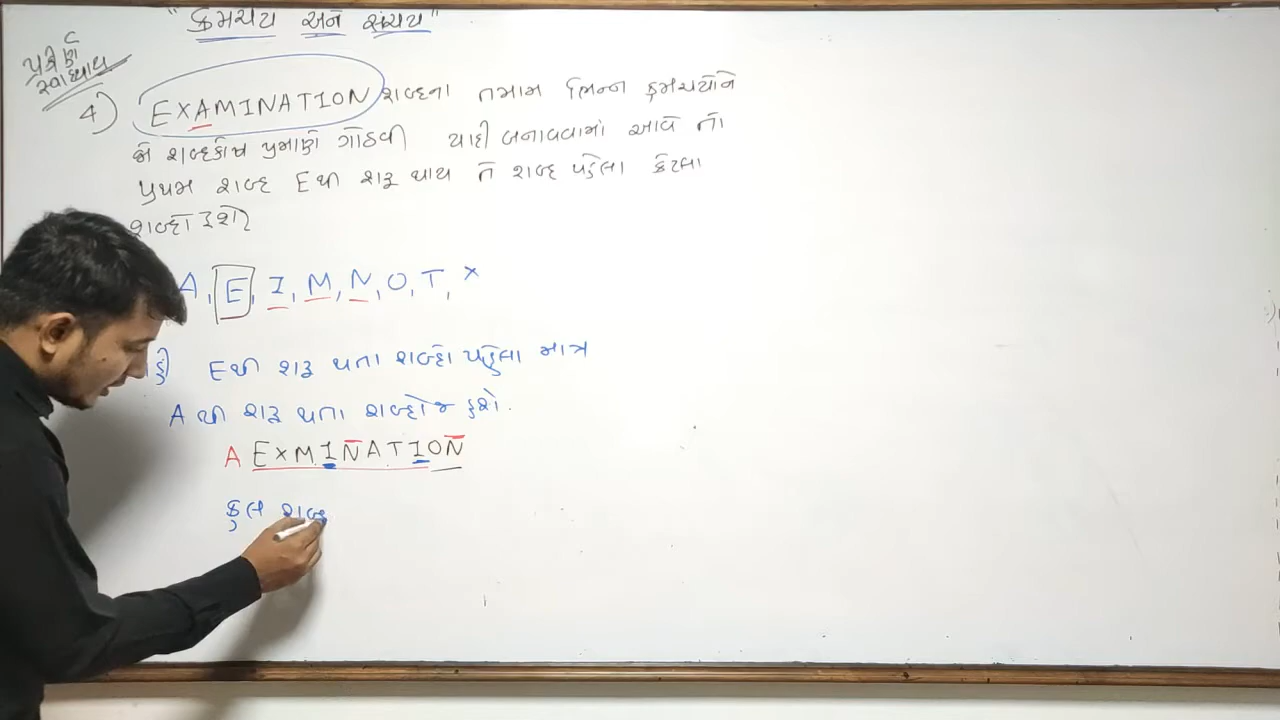 "ક્રમચય અને સંચય"
પ્રકીર્ણ
સ્વાધ્યાય
4) EXAMINATION શબ્દના તમામ ભિન્ન ક્રમચયોને
જો શબ્દકોષ પ્રમાણે ગોઠવી યાદી બનાવવામાં આવે તો
પ્રથમ શબ્દ E થી શરૂ થાય તે શબ્દ પહેલા કેટલા
શબ્દો હશે?
A, E, I, M, N, O, T, X
E થી શરૂ થતા શબ્દો પહેલા માત્ર
A થી શરૂ થતા શબ્દો જ હશે.
A EXMINATION
કુલ શબ્દ